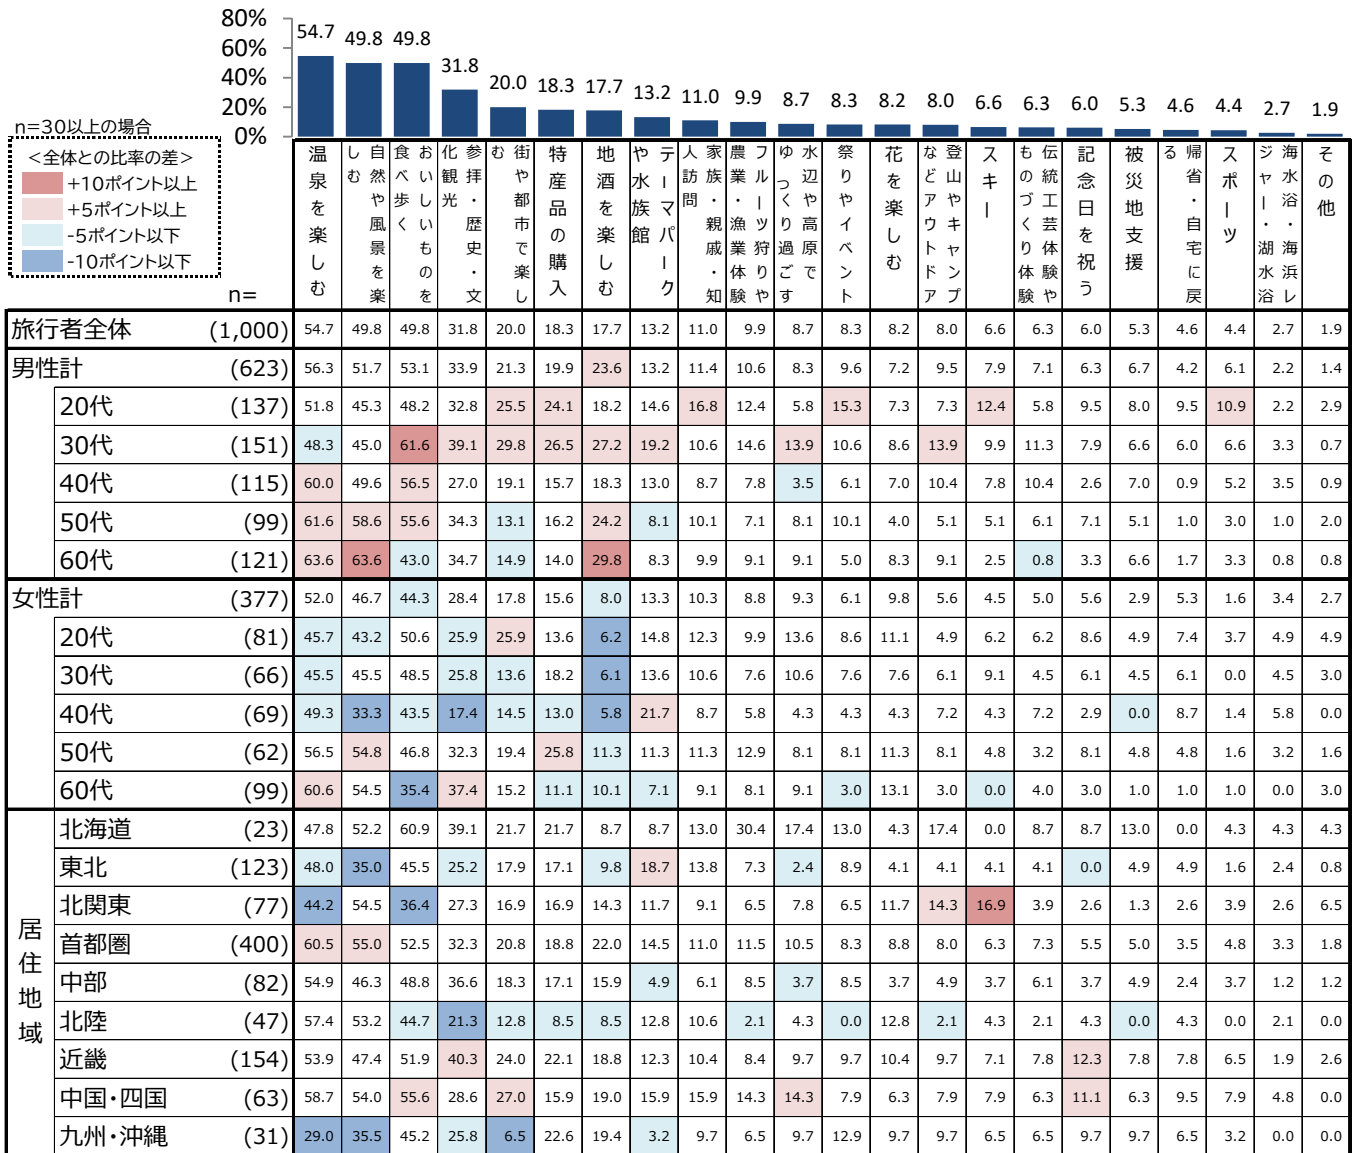 80%
60%
40%
20%
0%
54.7 49.8 49.8 31.8 20.0 18.3 17.7 13.2 11.0 9.9 8.7 8.3 8.2 8.0 6.6 6.3 6.0 5.3 4.6 4.4 2.7 1.9
n=30以上の場合
<全体との比率の差>
+10ポイント以上
+5ポイント以上
-5ポイント以下
-10ポイント以下
n=
温泉を楽しむ
自然や風景を楽しむ
おいしいものを食べ歩く
参拝・歴史・文化観光
街や都市で楽しむ
特産品の購入
地酒を楽しむ
テーマパークや水族館
家族・親戚・知人訪問
フルーツ狩りや農業・漁業体験
水辺や高原でゆっくり過ごす
祭りやイベント
花を楽しむ
登山やキャンプなどアウトドア
スキー
伝統工芸体験やものづくり体験
記念日を祝う
被災地支援
帰省・自宅に戻る
スポーツ
海水浴・海浜レジャー・湖水浴
その他
旅行者全体 (1,000) 54.7 49.8 49.8 31.8 20.0 18.3 17.7 13.2 11.0 9.9 8.7 8.3 8.2 8.0 6.6 6.3 6.0 5.3 4.6 4.4 2.7 1.9
男性計 (623) 56.3 51.7 53.1 33.9 21.3 19.9 23.6 13.2 11.4 10.6 8.3 9.6 7.2 9.5 7.9 7.1 6.3 6.7 4.2 6.1 2.2 1.4
20代 (137) 51.8 45.3 48.2 32.8 25.5 24.1 18.2 14.6 16.8 12.4 5.8 15.3 7.3 7.3 12.4 5.8 9.5 8.0 9.5 10.9 2.2 2.9
30代 (151) 48.3 45.0 61.6 39.1 29.8 26.5 27.2 19.2 10.6 14.6 13.9 10.6 8.6 13.9 9.9 11.3 7.9 6.6 6.0 6.6 3.3 0.7
40代 (115) 60.0 49.6 56.5 27.0 19.1 15.7 18.3 13.0 8.7 7.8 3.5 6.1 7.0 10.4 7.8 10.4 2.6 7.0 0.9 5.2 3.5 0.9
50代 (99) 61.6 58.6 55.6 34.3 13.1 16.2 24.2 8.1 10.1 7.1 8.1 10.1 4.0 5.1 5.1 6.1 7.1 5.1 1.0 3.0 1.0 2.0
60代 (121) 63.6 63.6 43.0 34.7 14.9 14.0 29.8 8.3 9.9 9.1 9.1 5.0 8.3 9.1 2.5 0.8 3.3 6.6 1.7 3.3 0.8 0.8
女性計 (377) 52.0 46.7 44.3 28.4 17.8 15.6 8.0 13.3 10.3 8.8 9.3 6.1 9.8 5.6 4.5 5.0 5.6 2.9 5.3 1.6 3.4 2.7
20代 (81) 45.7 43.2 50.6 25.9 25.9 13.6 6.2 14.8 12.3 9.9 13.6 8.6 11.1 4.9 6.2 6.2 8.6 4.9 7.4 3.7 4.9 4.9
30代 (66) 45.5 45.5 48.5 25.8 13.6 18.2 6.1 13.6 10.6 7.6 10.6 7.6 7.6 6.1 9.1 4.5 6.1 4.5 6.1 0.0 4.5 3.0
40代 (69) 49.3 33.3 43.5 17.4 14.5 13.0 5.8 21.7 8.7 5.8 4.3 4.3 4.3 7.2 4.3 7.2 2.9 0.0 8.7 1.4 5.8 0.0
50代 (62) 56.5 54.8 46.8 32.3 19.4 25.8 11.3 11.3 11.3 12.9 8.1 8.1 11.3 8.1 4.8 3.2 8.1 4.8 4.8 1.6 3.2 1.6
60代 (99) 60.6 54.5 35.4 37.4 15.2 11.1 10.1 7.1 9.1 8.1 9.1 3.0 13.1 3.0 0.0 4.0 3.0 1.0 1.0 1.0 0.0 3.0
居住地域
北海道 (23) 47.8 52.2 60.9 39.1 21.7 21.7 8.7 8.7 13.0 30.4 17.4 13.0 4.3 17.4 0.0 8.7 8.7 13.0 0.0 4.3 4.3 4.3
東北 (123) 48.0 35.0 45.5 25.2 17.9 17.1 9.8 18.7 13.8 7.3 2.4 8.9 4.1 4.1 4.1 4.1 0.0 4.9 4.9 1.6 2.4 0.8
北関東 (77) 44.2 54.5 36.4 27.3 16.9 16.9 14.3 11.7 9.1 6.5 7.8 6.5 11.7 14.3 16.9 3.9 2.6 1.3 2.6 3.9 2.6 6.5
首都圏 (400) 60.5 55.0 52.5 32.3 20.8 18.8 22.0 14.5 11.0 11.5 10.5 8.3 8.8 8.0 6.3 7.3 5.5 5.0 3.5 4.8 3.3 1.8
中部 (82) 54.9 46.3 48.8 36.6 18.3 17.1 15.9 4.9 6.1 8.5 3.7 8.5 3.7 4.9 3.7 6.1 3.7 4.9 2.4 3.7 1.2 1.2
北陸 (47) 57.4 53.2 44.7 21.3 12.8 8.5 8.5 12.8 10.6 2.1 4.3 0.0 12.8 2.1 4.3 2.1 4.3 0.0 4.3 0.0 2.1 0.0
近畿 (154) 53.9 47.4 51.9 40.3 24.0 22.1 18.8 12.3 10.4 8.4 9.7 9.7 10.4 9.7 7.1 7.8 12.3 7.8 7.8 6.5 1.9 2.6
中国・四国 (63) 58.7 54.0 55.6 28.6 27.0 15.9 19.0 15.9 15.9 14.3 14.3 7.9 6.3 7.9 7.9 6.3 11.1 6.3 9.5 7.9 4.8 0.0
九州・沖縄 (31) 29.0 35.5 45.2 25.8 6.5 22.6 19.4 3.2 9.7 6.5 9.7 12.9 9.7 9.7 6.5 6.5 9.7 9.7 6.5 3.2 0.0 0.0